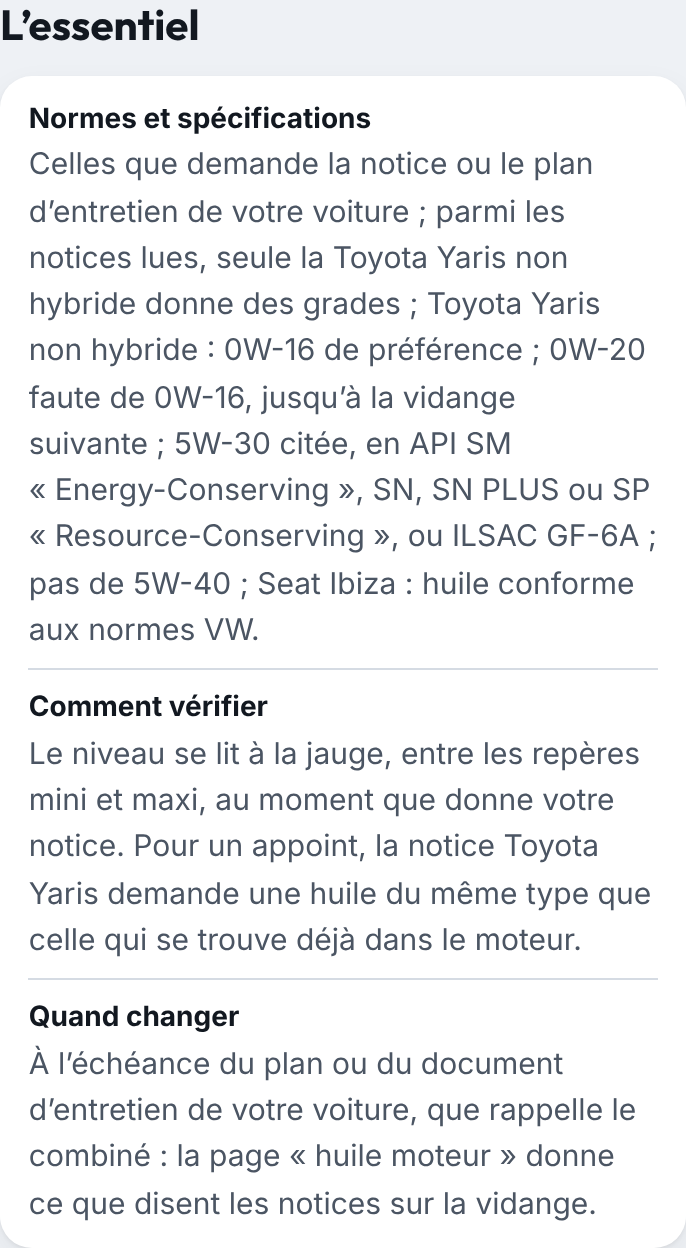 L’essentiel
Normes et spécifications
Celles que demande la notice ou le plan
d’entretien de votre voiture ; parmi les
notices lues, seule la Toyota Yaris non
hybride donne des grades ; Toyota Yaris
non hybride : 0W-16 de préférence ; 0W-20
faute de 0W-16, jusqu’à la vidange
suivante ; 5W-30 citée, en API SM
« Energy-Conserving », SN, SN PLUS ou SP
« Resource-Conserving », ou ILSAC GF-6A ;
pas de 5W-40 ; Seat Ibiza : huile conforme
aux normes VW.
Comment vérifier
Le niveau se lit à la jauge, entre les repères
mini et maxi, au moment que donne votre
notice. Pour un appoint, la notice Toyota
Yaris demande une huile du même type que
celle qui se trouve déjà dans le moteur.
Quand changer
À l’échéance du plan ou du document
d’entretien de votre voiture, que rappelle le
combiné : la page « huile moteur » donne
ce que disent les notices sur la vidange.